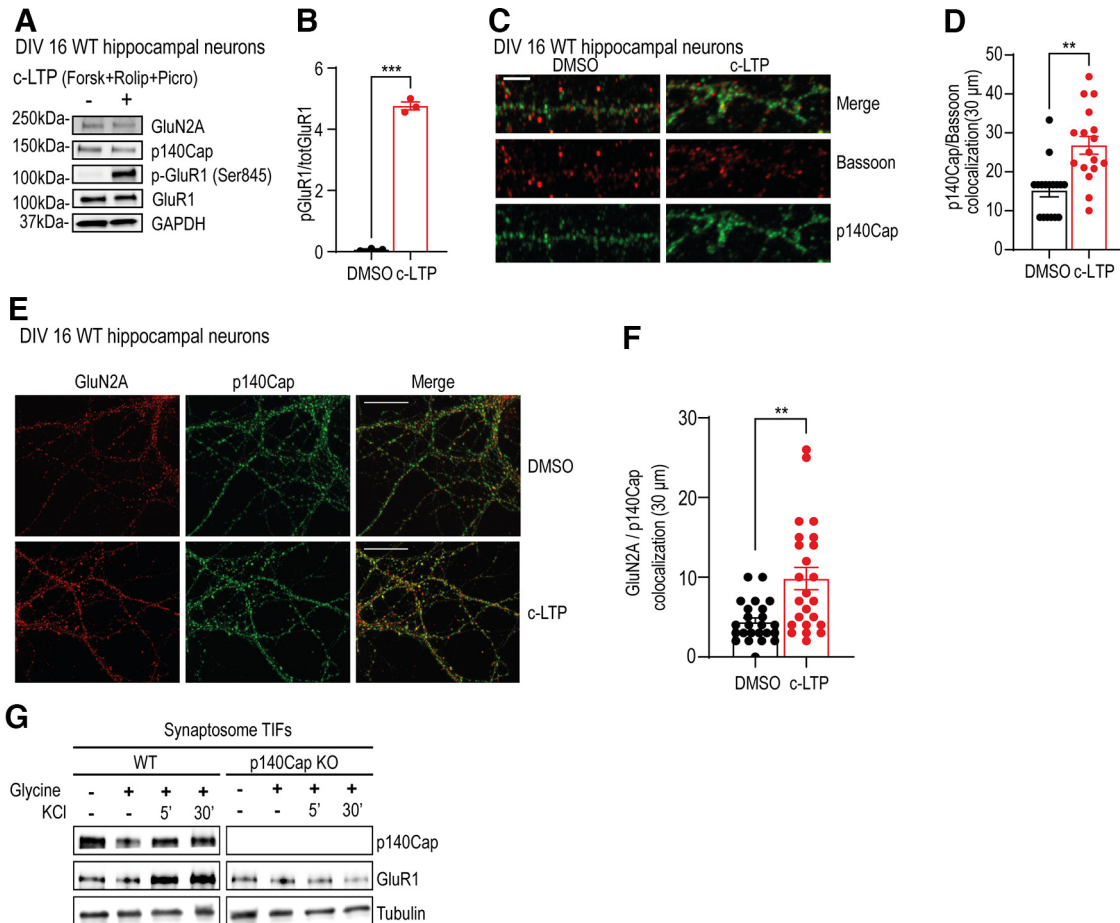 A
DIV 16 WT hippocampal neurons
c-LTP (Forsk+Rolip+Picro)
- +
250kDa- GluN2A
150kDa- p140Cap
100kDa- p-GluR1 (Ser845)
100kDa- GluR1
37kDa- GAPDH
B
pGluR1/totGluR1
6
4
2
0
***
DMSO c-LTP
C
DIV 16 WT hippocampal neurons
DMSO c-LTP
Merge
Bassoon
p140Cap
D
p140Cap/Bassoon
colocalization(30 µm)
50
40
30
20
10
0
**
DMSO c-LTP
E
DIV 16 WT hippocampal neurons
GluN2A p140Cap Merge
DMSO
c-LTP
F
GluN2A / p140Cap
colocalization (30 µm)
30
20
10
0
**
DMSO c-LTP
G
Synaptosome TIFs
WT p140Cap KO
Glycine - + + + - + + +
KCl - - 5' 30' - - 5' 30'
p140Cap
GluR1
Tubulin